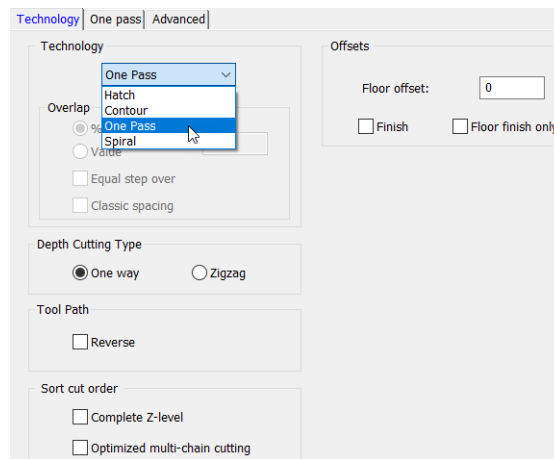 Technology One pass Advanced
Technology
One Pass
Hatch
Contour
One Pass
Spiral
Overlap
%
Value
Equal step over
Classic spacing
Depth Cutting Type
One way Zigzag
Tool Path
Reverse
Sort cut order
Complete Z-level
Optimized multi-chain cutting
Offsets
Floor offset: 0
Finish Floor finish only